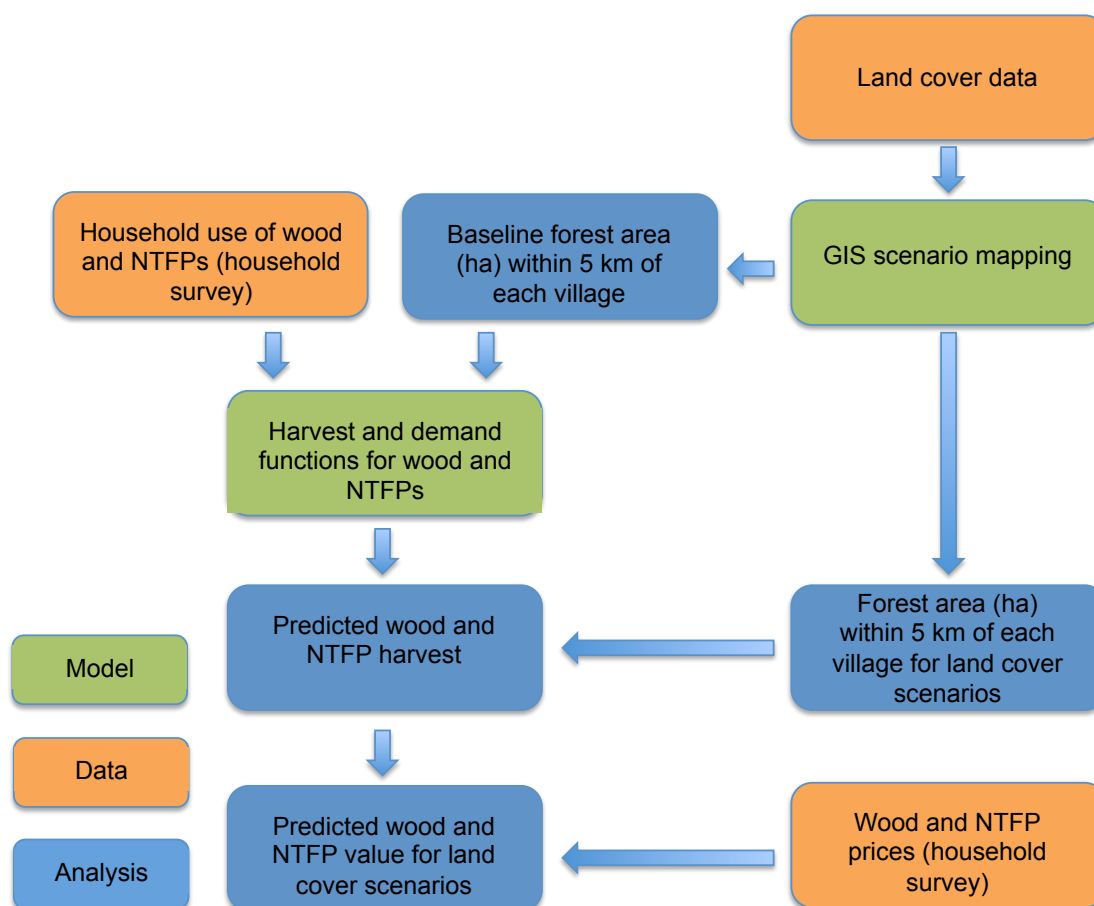 Land cover data
Household use of wood
and NTFPs (household
survey)
Baseline forest area
(ha) within 5 km of
each village
GIS scenario mapping
Harvest and demand
functions for wood and
NTFPs
Predicted wood and
NTFP harvest
Forest area (ha)
within 5 km of each
village for land cover
scenarios
Model
Data
Analysis
Predicted wood and
NTFP value for land
cover scenarios
Wood and NTFP
prices (household
survey)